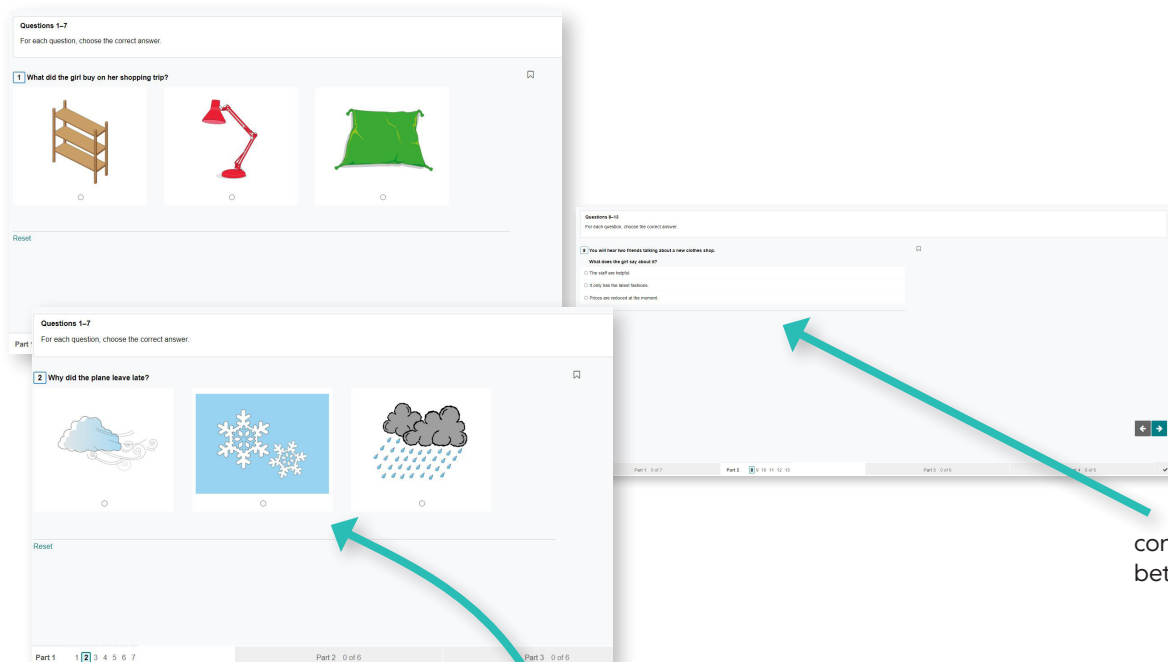 Questions 1–7
For each question, choose the correct answer.
1 What did the girl buy on her shopping trip?
Reset
Part 1
Questions 1–7
For each question, choose the correct answer.
2 Why did the plane leave late?
Reset
Part 1 1 2 3 4 5 6 7
Part 2 0 of 6
Part 3 0 of 6
Questions 8–13
For each question, choose the correct answer.
8 You will hear two friends talking about a new clothes shop.
What does the girl say about it?
The staff are helpful.
It only has the latest fashions.
Prices are reduced at the moment.
Part 1 0 of 7
Part 2 8 9 10 11 12 13
Part 3 0 of 6
4 0 of 6